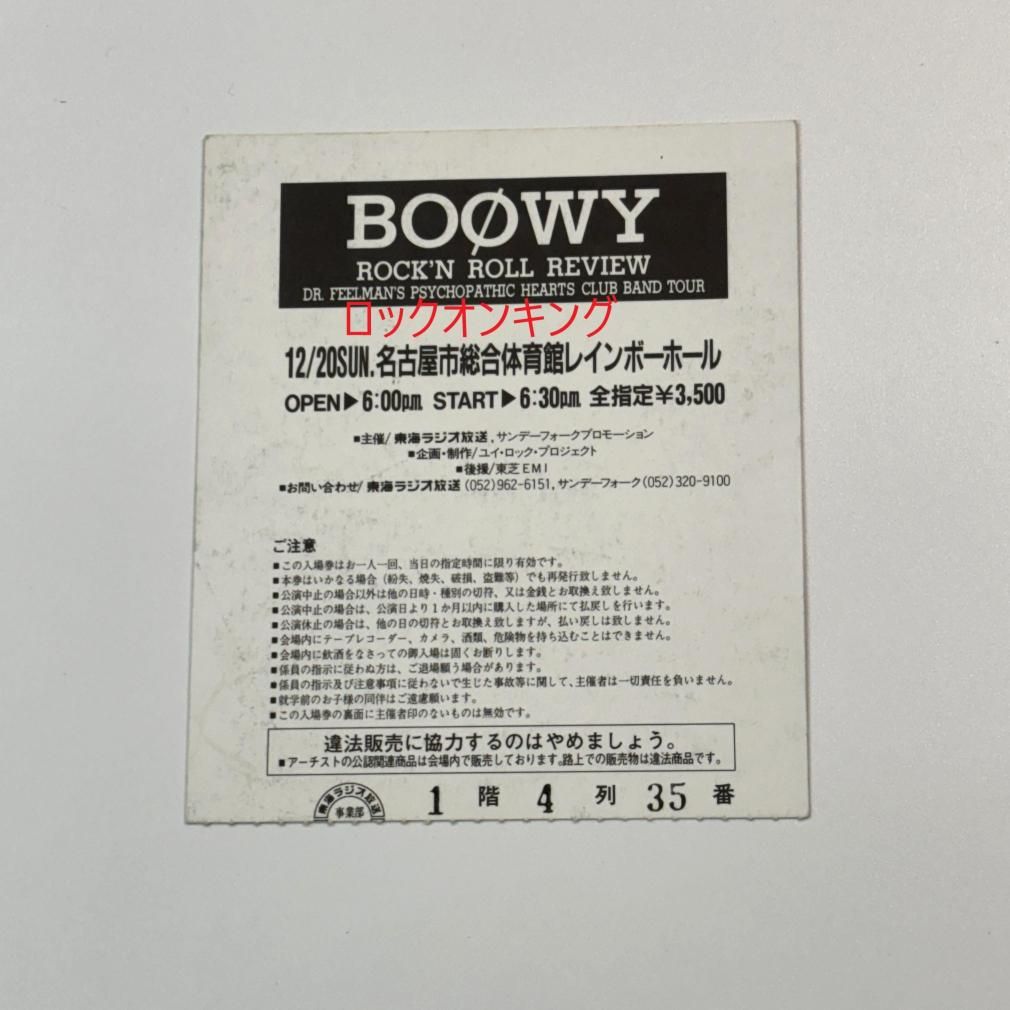 BOØWY
ROCK'N ROLL REVIEW
DR. FEELMAN'S PSYCHOPATHIC HEARTS CLUB BAND TOUR
ロックオンキング
12/20SUN.名古屋市総合体育館レインボーホール
OPEN▶6:00pm START▶6:30pm 全指定¥3,500
■主催/東海ラジオ放送,サンデーフォークプロモーション
■企画・制作/ユイ・ロック・プロジェクト
■後援/東芝EMI
■お問い合わせ/東海ラジオ放送(052)962-6151,サンデーフォーク(052)320-9100
ご注意
■この入場券はお一人一回、当日の指定時間に限り有効です。
■本券はいかなる場合(紛失、焼失、破損、盗難等)でも再発行致しません。
■公演中止の場合以外は他の日時・種別の切符、又は金銭とお取換え致しません。
■公演中止の場合は、公演日より1か月以内に購入した場所にて払戻しを行います。
■公演休止の場合は、他の日の切符とお取換え致しますが、払い戻しは致しません。
■会場内にテープレコーダー、カメラ、酒類、危険物を持ち込むことはできません。
■会場内に飲酒をなさっての御入場は固くお断りします。
■係員の指示に従わぬ方は、ご退場願う場合があります。
■係員の指示及び注意事項に従わないで生じた事故等に関して、主催者は一切責任を負いません。
■就学前のお子様の同伴はご遠慮願います。
■この入場券の裏面に主催者印のないものは無効です。
違法販売に協力するのはやめましょう。
■アーチストの公認関連商品は会場内で販売しております。路上での販売物は違法商品です。
東海ラジオ放送
事業部
1 階 4 列 35 番